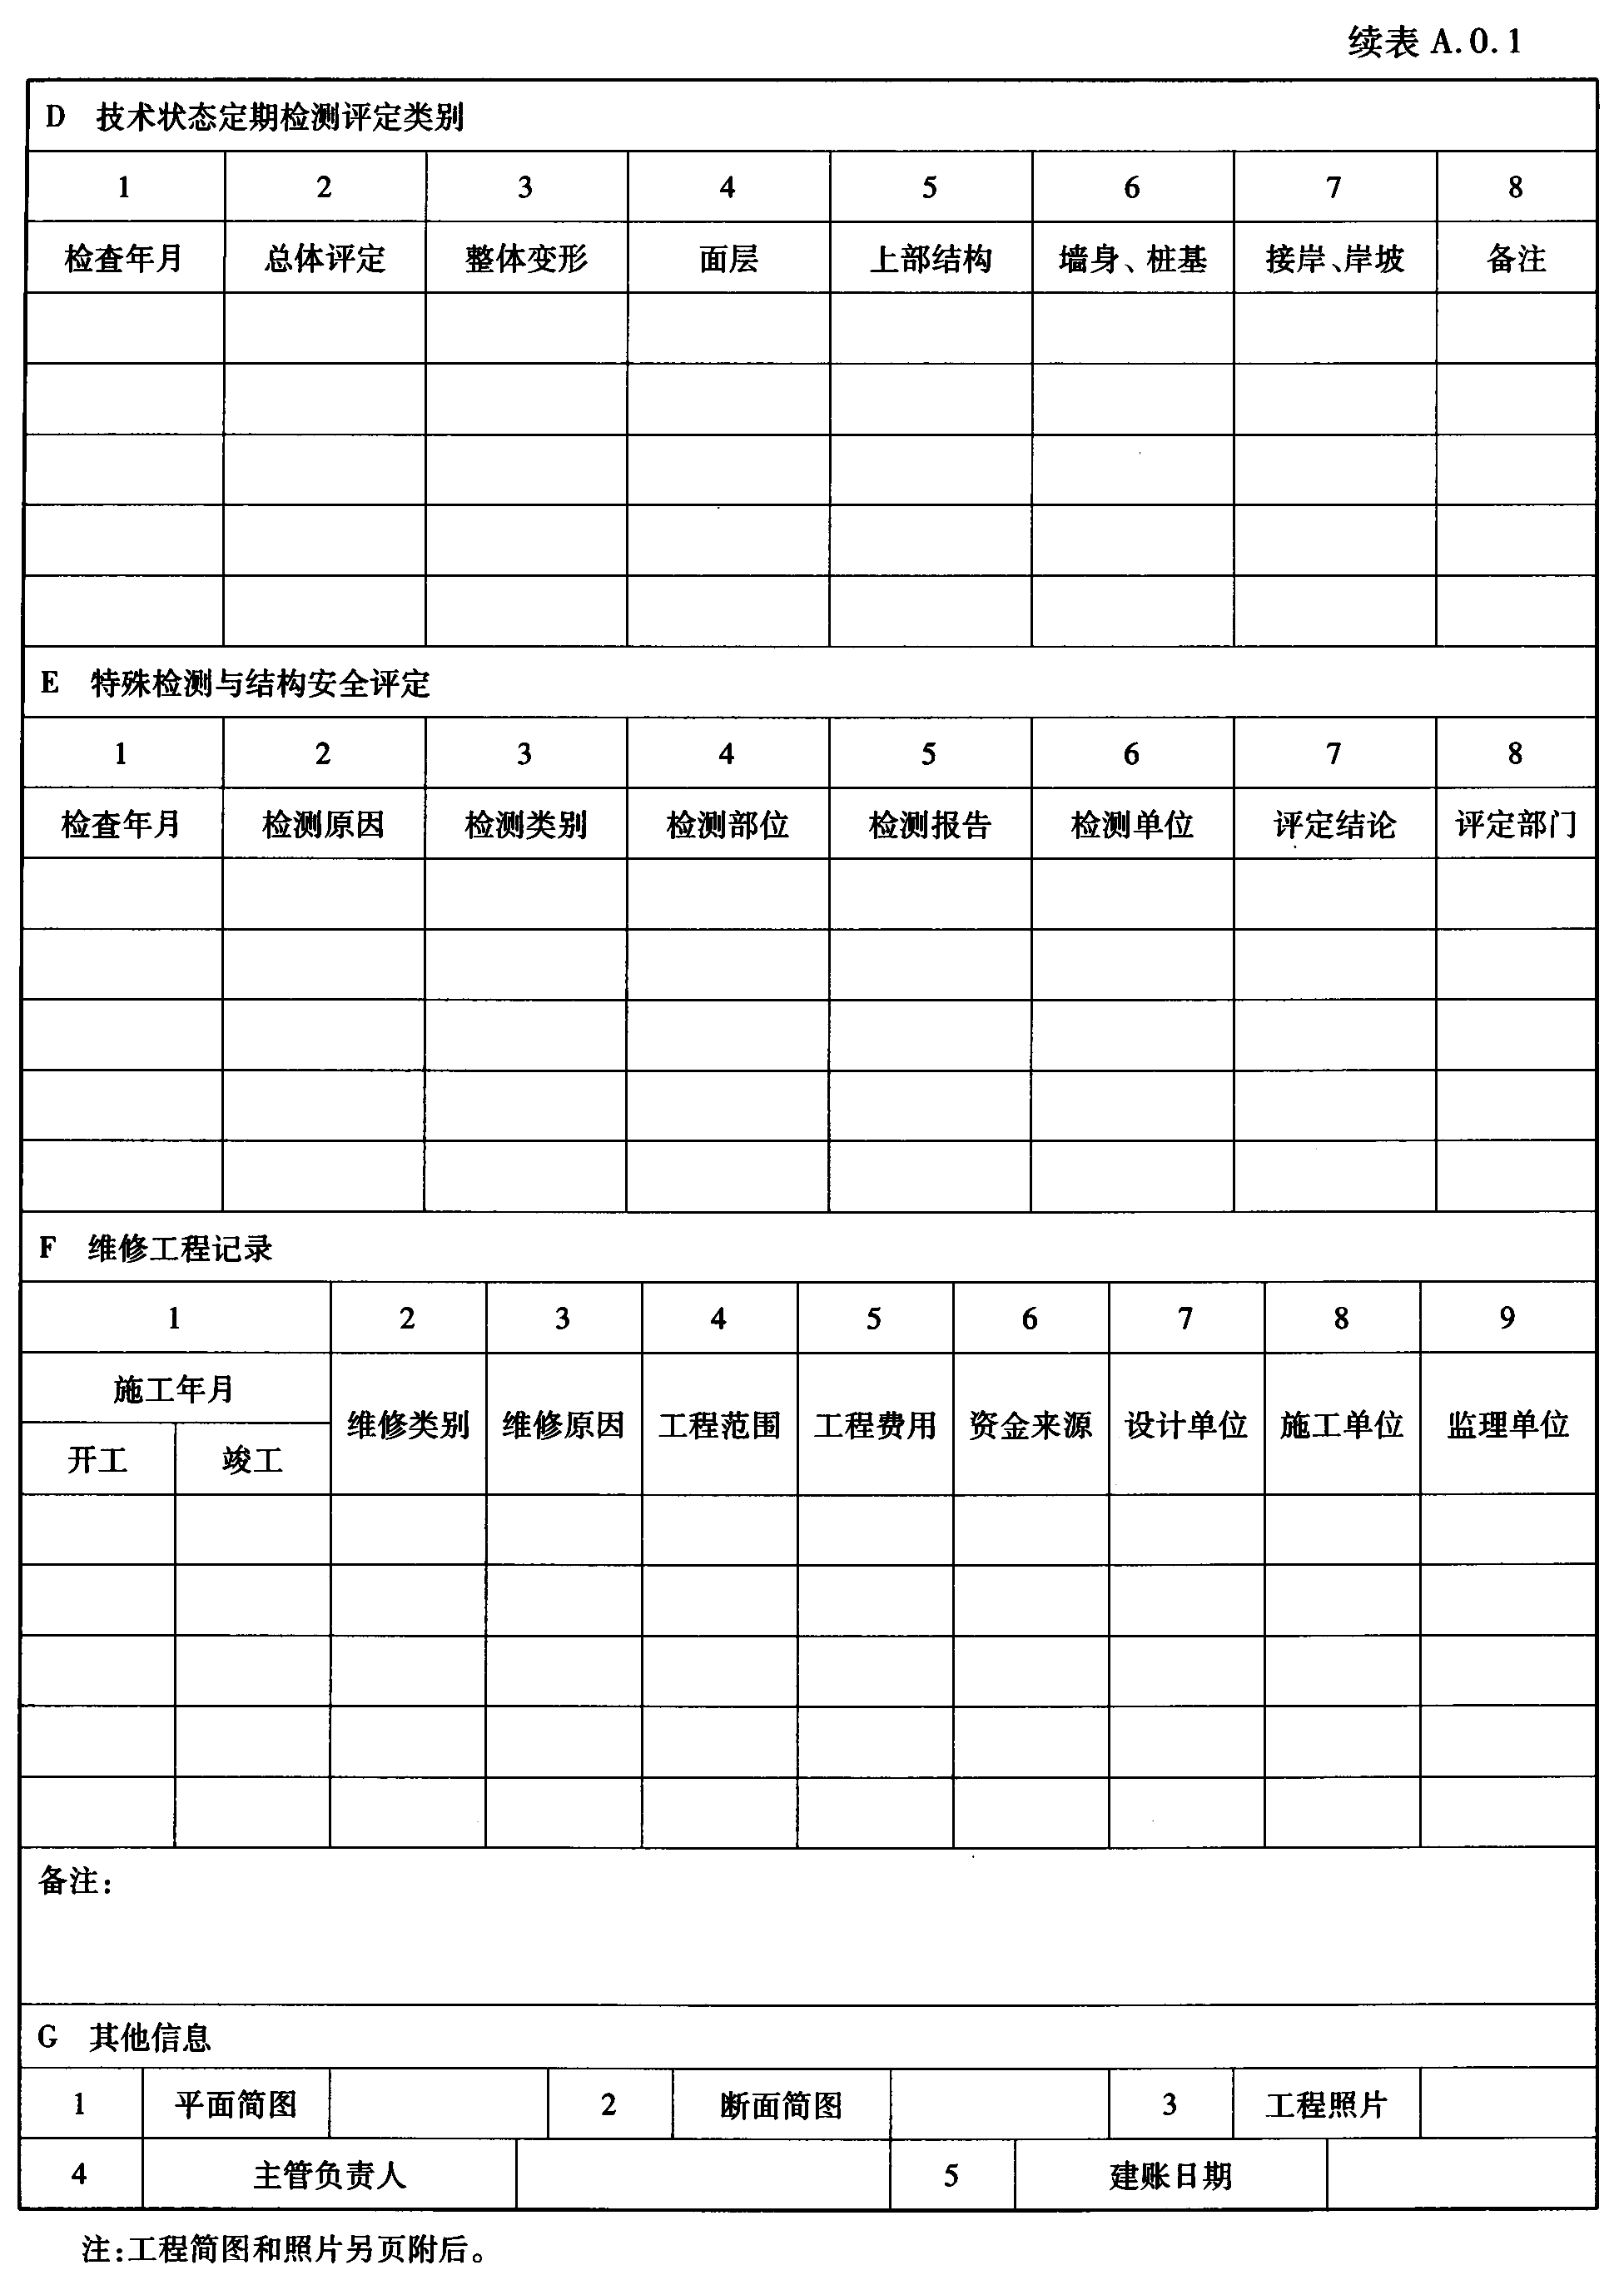 续表 A.0.1
D 技术状态定期检测评定类别
1 2 3 4 5 6 7 8
检查年月 总体评定 整体变形 面层 上部结构 墙身、桩基 接岸、岸坡 备注
E 特殊检测与结构安全评定
1 2 3 4 5 6 7 8
检查年月 检测原因 检测类别 检测部位 检测报告 检测单位 评定结论 评定部门
F 维修工程记录
1 2 3 4 5 6 7 8 9
施工年月
维修类别 维修原因 工程范围 工程费用 资金来源 设计单位 施工单位 监理单位
开工 竣工
备注:
G 其他信息
1 平面简图 2 断面简图 3 工程照片
4 主管负责人 5 建账日期
注:工程简图和照片另页附后。